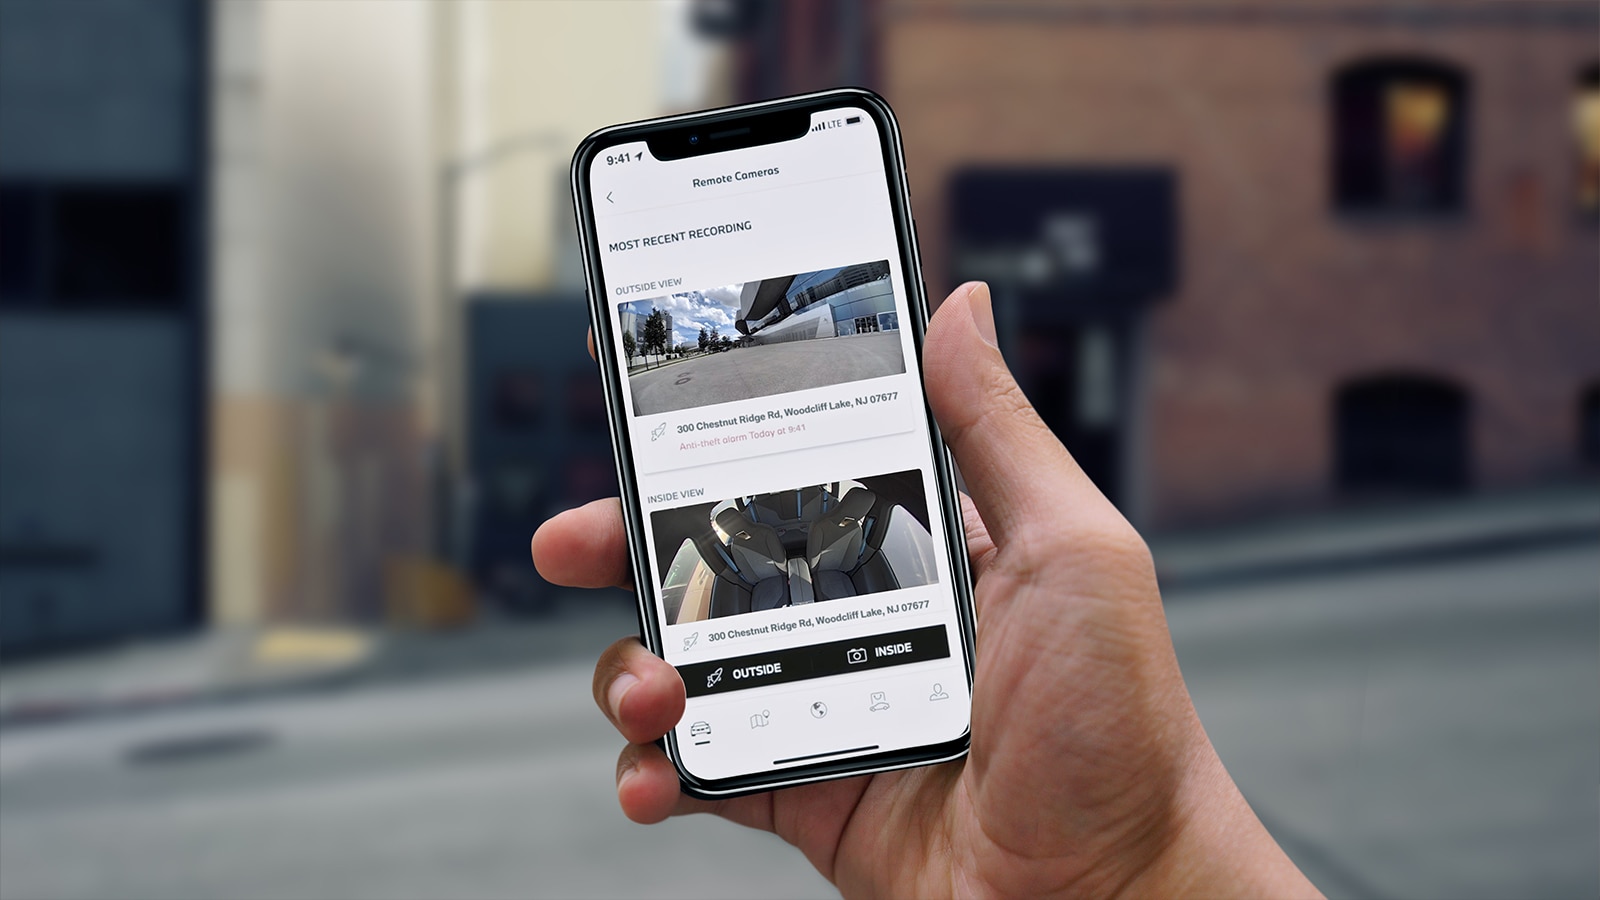 9:41
LTE
Remote Cameras
MOST RECENT RECORDING
OUTSIDE VIEW
300 Chestnut Ridge Rd, Woodcliff Lake, NJ 07677
Anti-theft alarm Today at 9:41
INSIDE VIEW
300 Chestnut Ridge Rd, Woodcliff Lake, NJ 07677
OUTSIDE
INSIDE